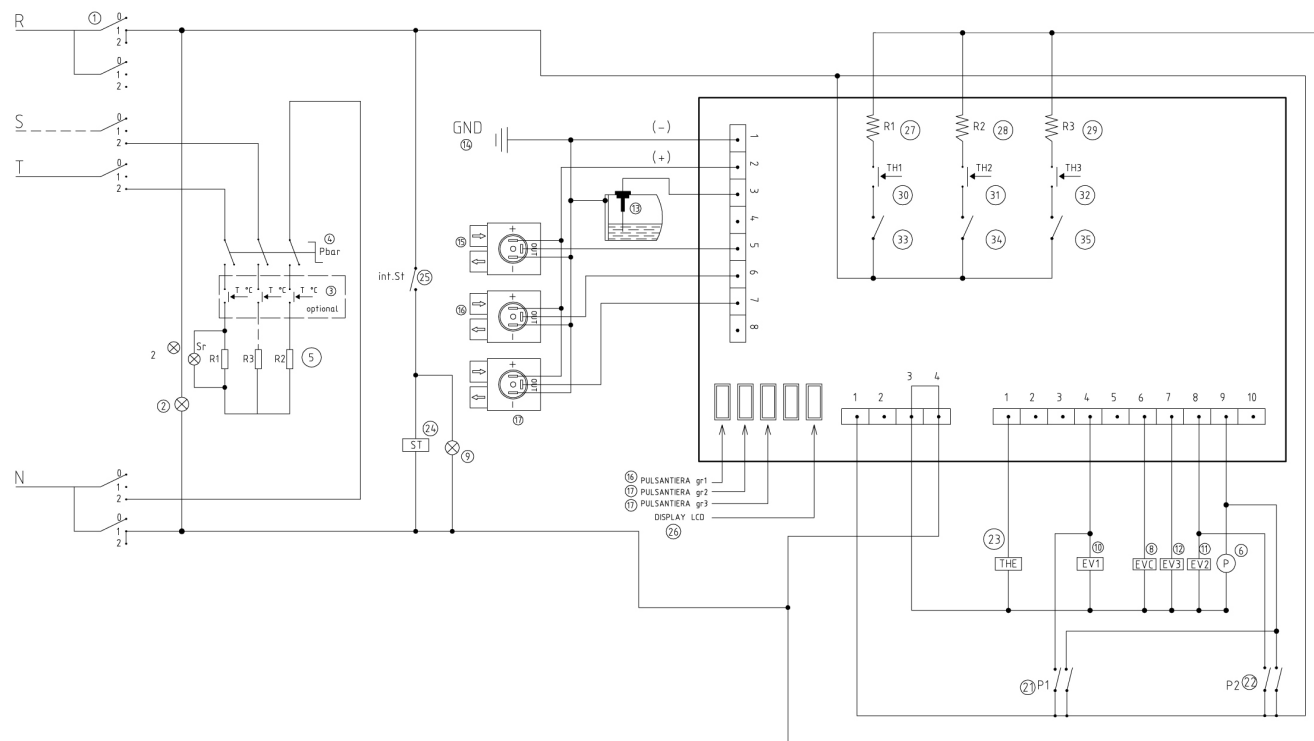 R
1
0
1
2
0
1
2
S
0
1
2
T
0
1
2
4
Pbar
T °C
T °C
T °C
3
optional
2
Sr
R1
R3
R2
5
2
N
0
1
2
0
1
2
int.St
25
24
ST
9
GND
14
(-)
(+)
13
15
+
OUT
-
16
+
OUT
-
17
+
OUT
-
1
2
3
4
5
6
7
8
R1
27
R2
28
R3
29
TH1
30
TH2
31
TH3
32
33
34
35
3
4
1
2
1
2
3
4
5
6
7
8
9
10
16 PULSANTIERA gr1
17 PULSANTIERA gr2
17 PULSANTIERA gr3
DISPLAY LCD
26
23
THE
10
EV1
8
EVC
12
EV3
11
EV2
6
P
21 P1
P2 22